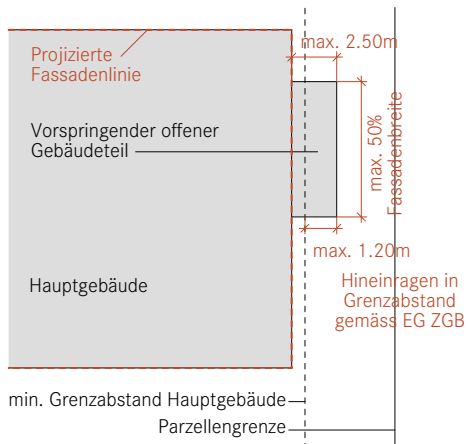 Projizierte
Fassadenlinie
max. 2.50m
Vorspringender offener
Gebäudeteil
max. 50%
Fassadenbreite
max. 1.20m
Hauptgebäude
Hineinragen in
Grenzabstand
gemäss EG ZGB
min. Grenzabstand Hauptgebäude
Parzellengrenze